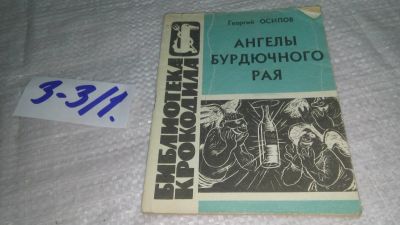 3-3/1.
Георгий ОСИПОВ
АНГЕЛЫ
БУРДЮЧНОГО
РАЯ
БИБЛИОТЕКА
КРОКОДИЛА